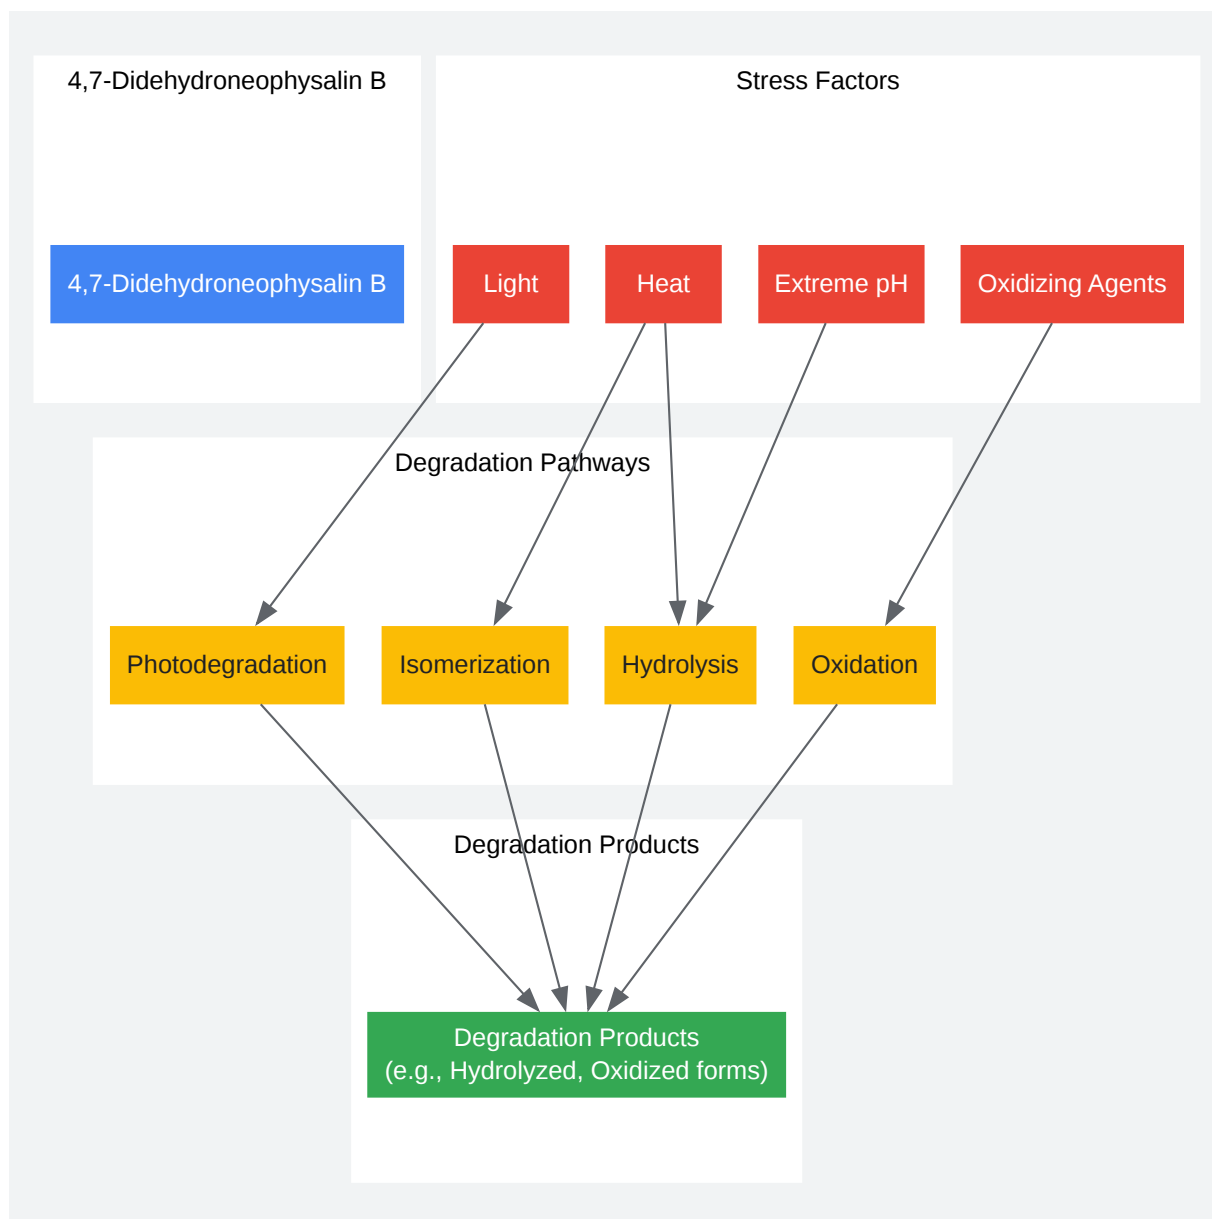 4,7-Didehydroneophysalin B
Stress Factors
4,7-Didehydroneophysalin B
Light
Heat
Extreme pH
Oxidizing Agents
Degradation Pathways
Photodegradation
Isomerization
Hydrolysis
Oxidation
Degradation Products
Degradation Products
(e.g., Hydrolyzed, Oxidized forms)